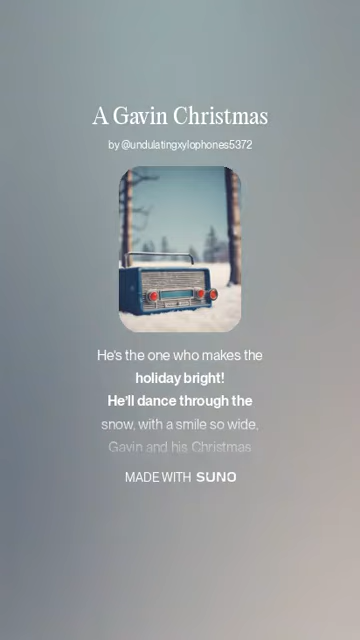 A Gavin Christmas
by @undulatingxylophones5372
He's the one who makes the
holiday bright!
He'll dance through the
snow, with a smile so wide,
Gavin and his Christmas
MADE WITH SUNO